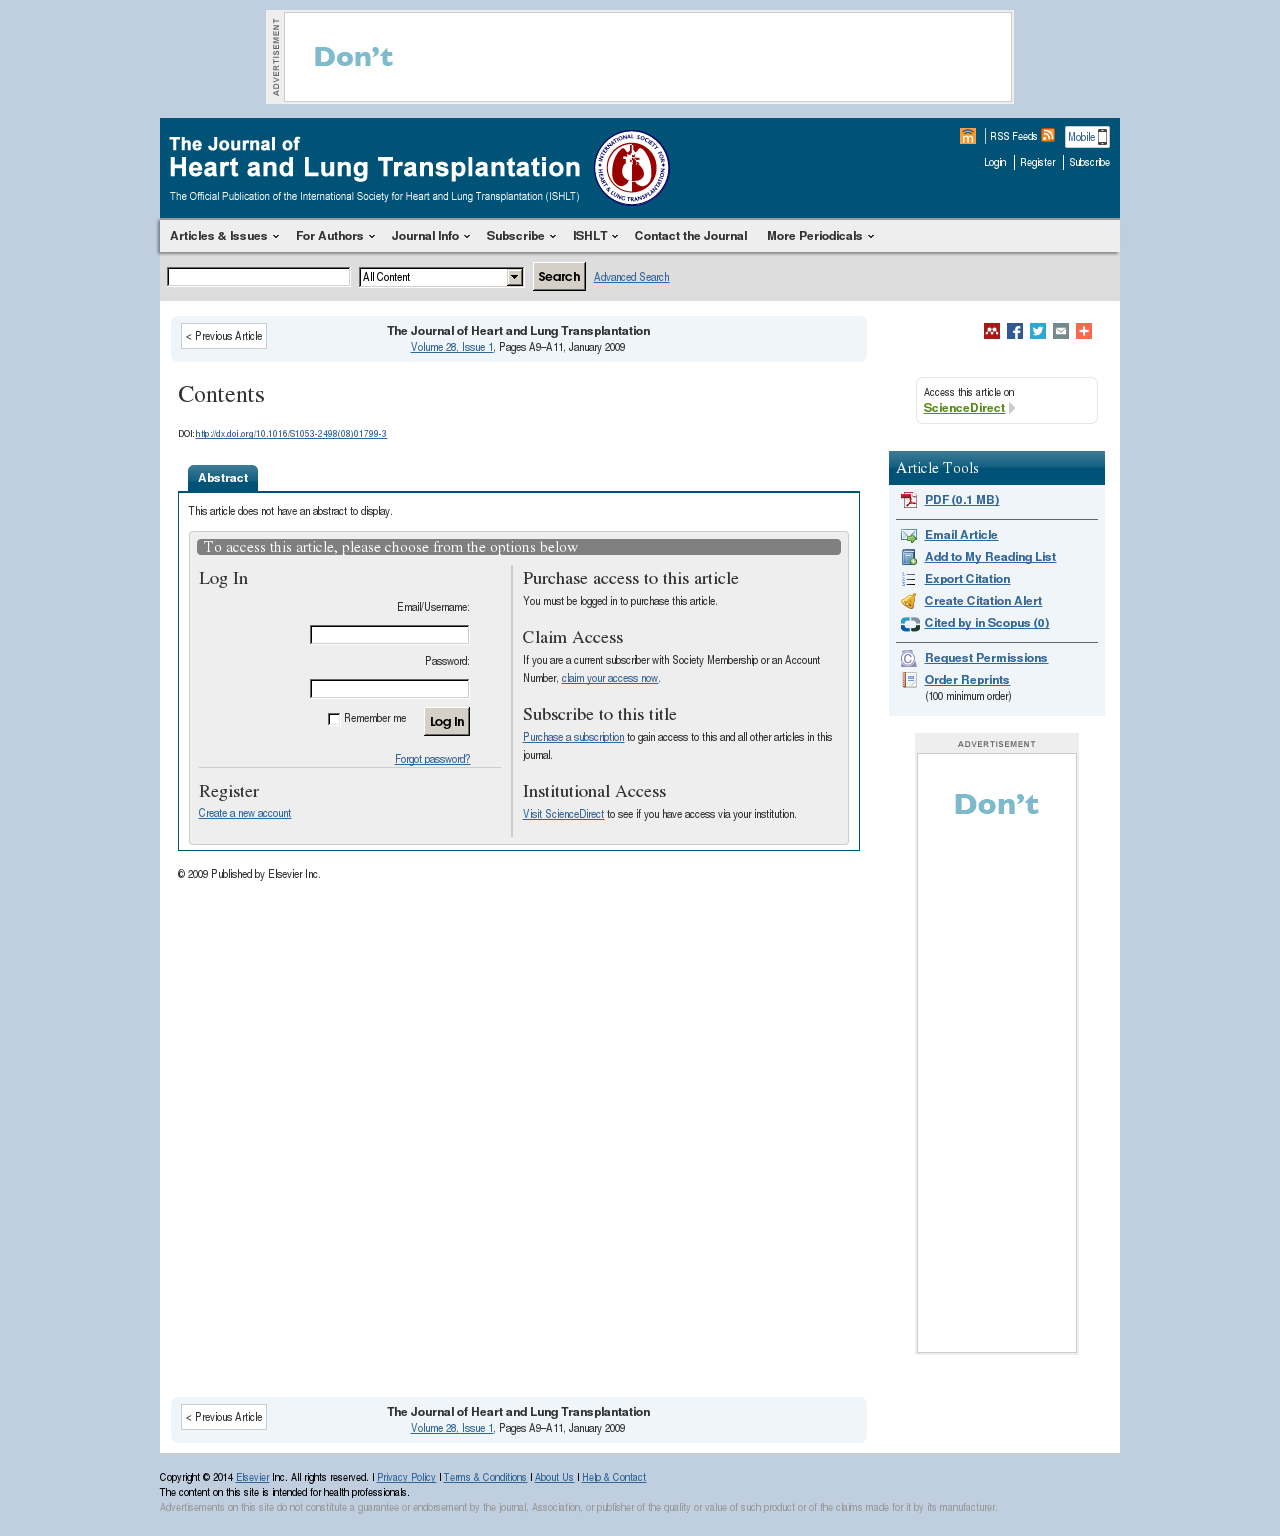 ADVERTISEMENT
Don't
The Journal of
Heart and Lung Transplantation
The Official Publication of the International Society for Heart and Lung Transplantation (ISHLT)
INTERNATIONAL SOCIETY FOR HEART & LUNG TRANSPLANTATION
RSS Feeds
Mobile
Login
Register
Subscribe
Articles & Issues
For Authors
Journal Info
Subscribe
ISHLT
Contact the Journal
More Periodicals
All Content
Search
Advanced Search
< Previous Article
The Journal of Heart and Lung Transplantation
Volume 28, Issue 1, Pages A9–A11, January 2009
Contents
DOI: http://dx.doi.org/10.1016/S1053-2498(08)01799-3
Abstract
This article does not have an abstract to display.
To access this article, please choose from the options below
Log In
Email/Username:
Password:
Remember me
Log In
Forgot password?
Register
Create a new account
Purchase access to this article
You must be logged in to purchase this article.
Claim Access
If you are a current subscriber with Society Membership or an Account
Number, claim your access now.
Subscribe to this title
Purchase a subscription to gain access to this and all other articles in this
journal.
Institutional Access
Visit ScienceDirect to see if you have access via your institution.
© 2009 Published by Elsevier Inc.
Access this article on
ScienceDirect
Article Tools
PDF (0.1 MB)
Email Article
Add to My Reading List
Export Citation
Create Citation Alert
Cited by in Scopus (0)
Request Permissions
Order Reprints
(100 minimum order)
ADVERTISEMENT
Don't
< Previous Article
The Journal of Heart and Lung Transplantation
Volume 28, Issue 1, Pages A9–A11, January 2009
Copyright © 2014 Elsevier Inc. All rights reserved. | Privacy Policy | Terms & Conditions | About Us | Help & Contact
The content on this site is intended for health professionals.
Advertisements on this site do not constitute a guarantee or endorsement by the journal, Association, or publisher of the quality or value of such product or of the claims made for it by its manufacturer.